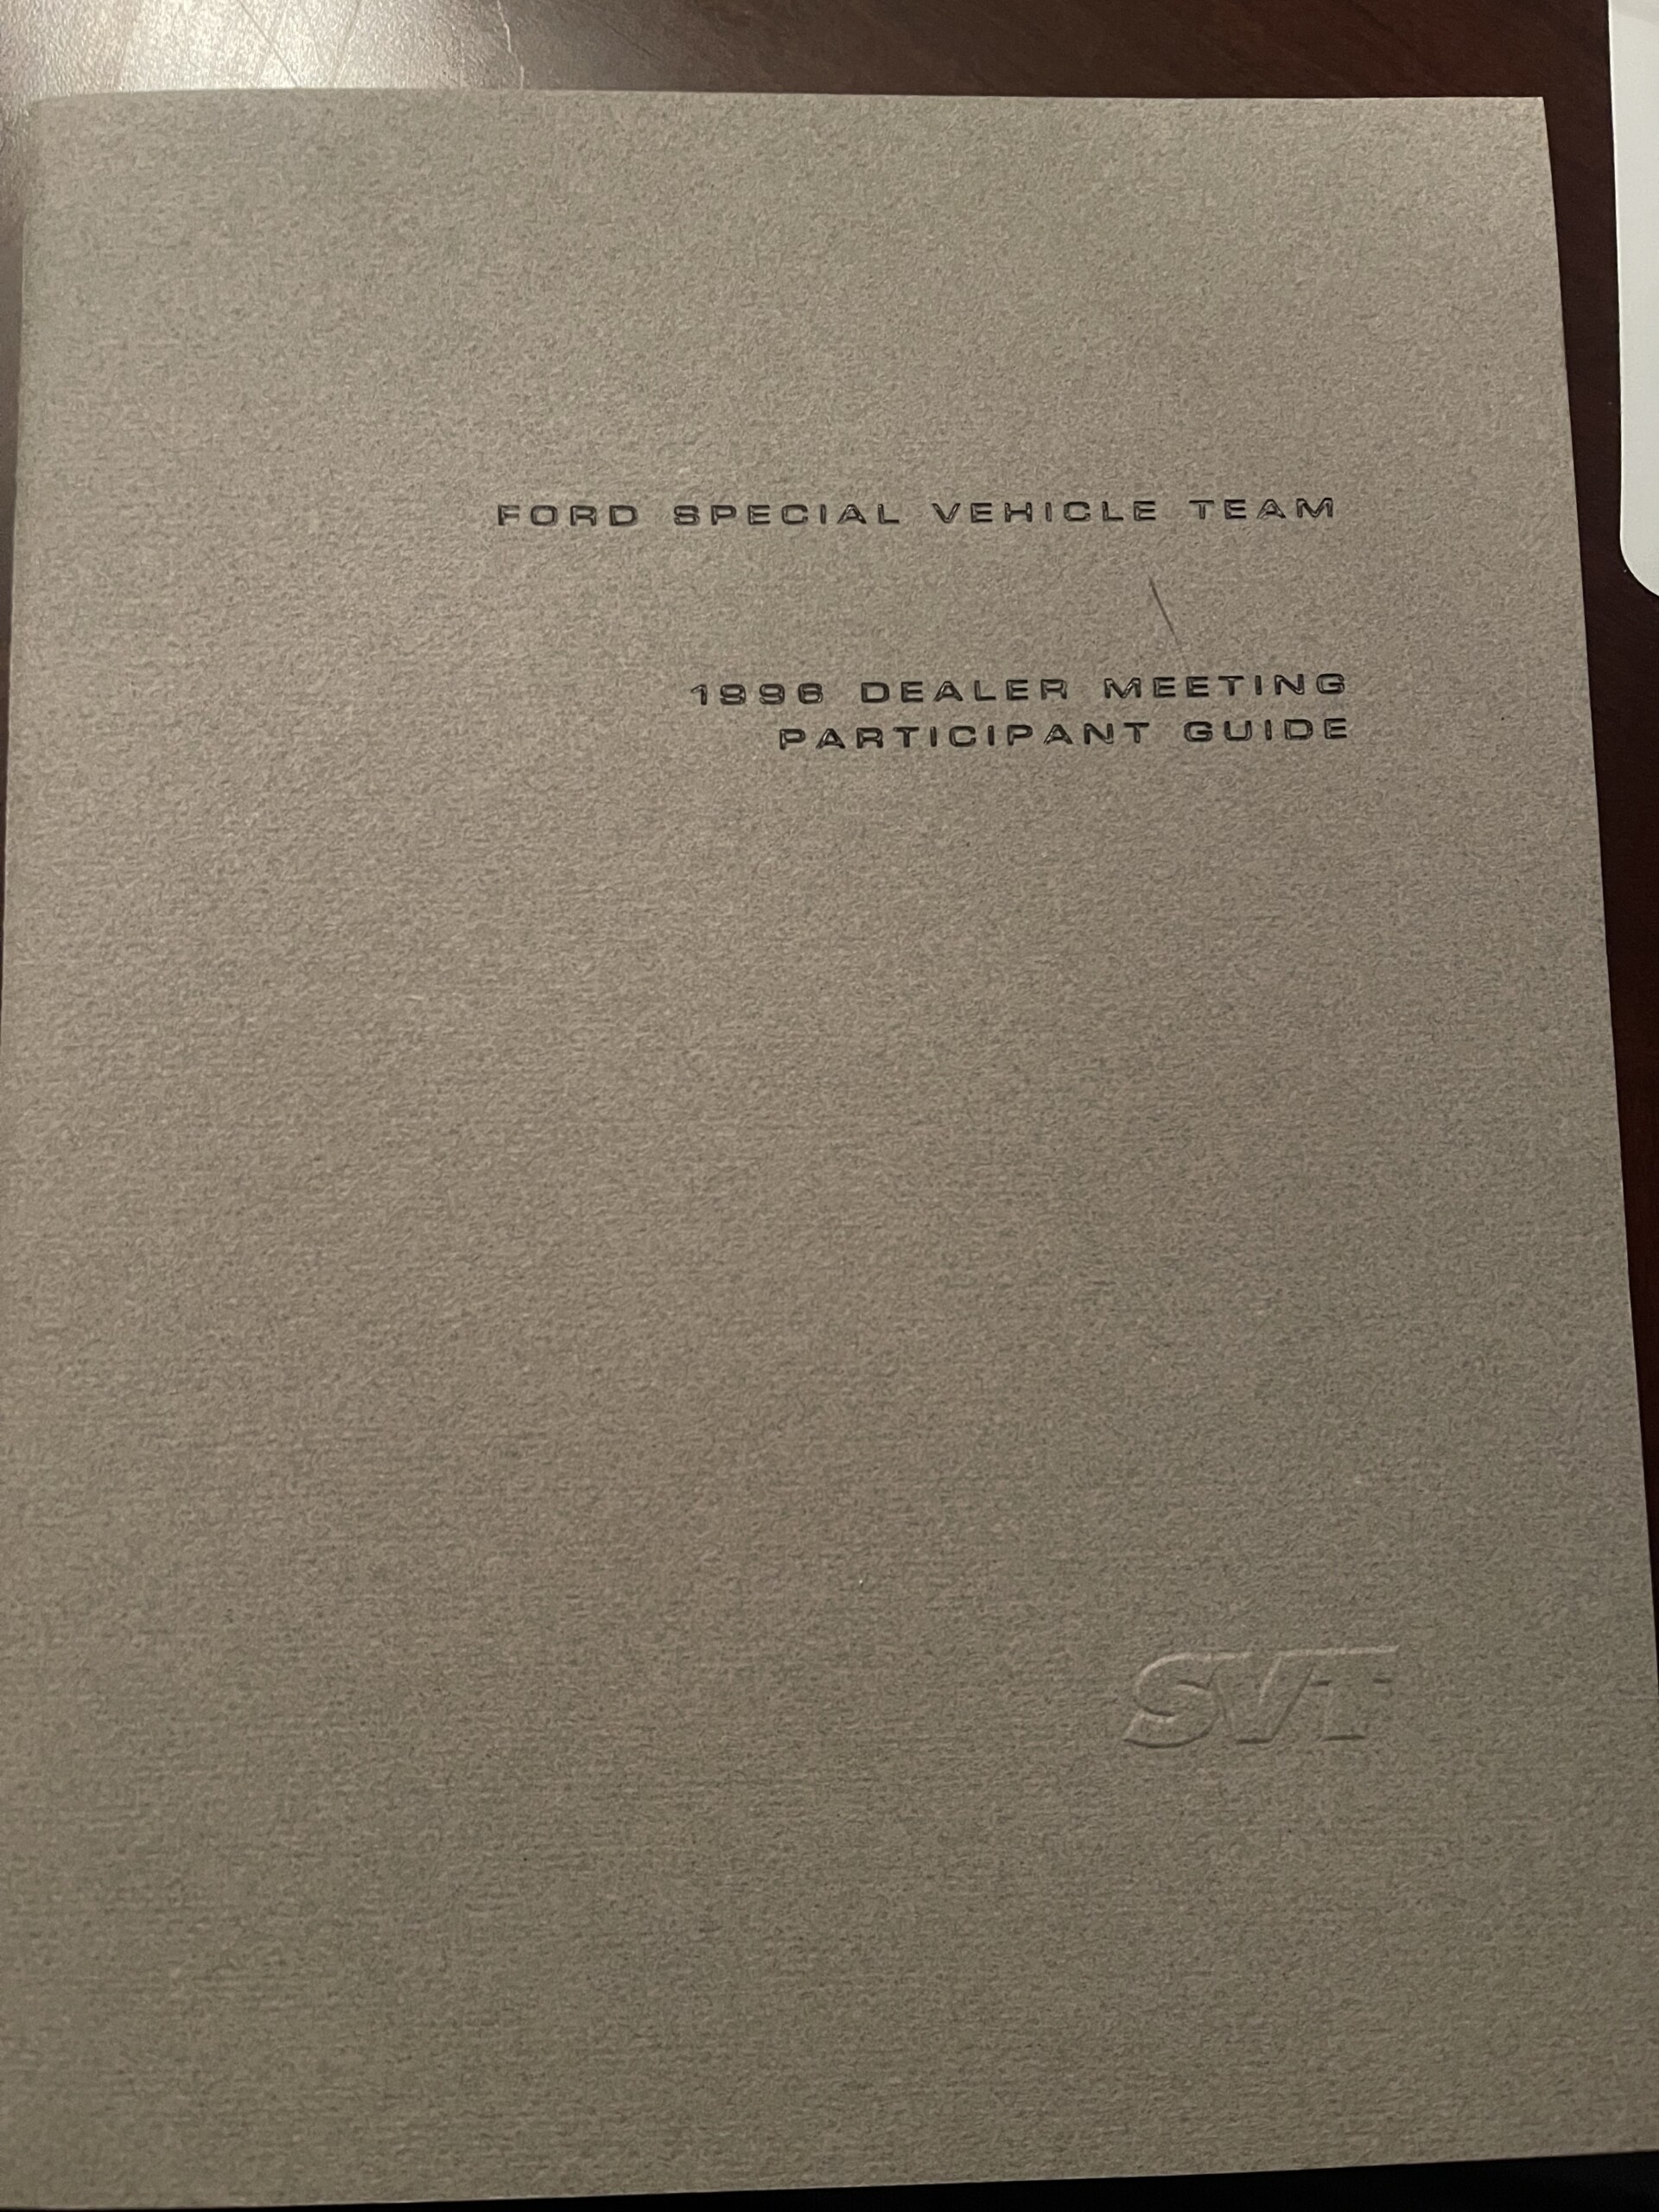 FORD SPECIAL VEHICLE TEAM
1996 DEALER MEETING
PARTICIPANT GUIDE
SVT